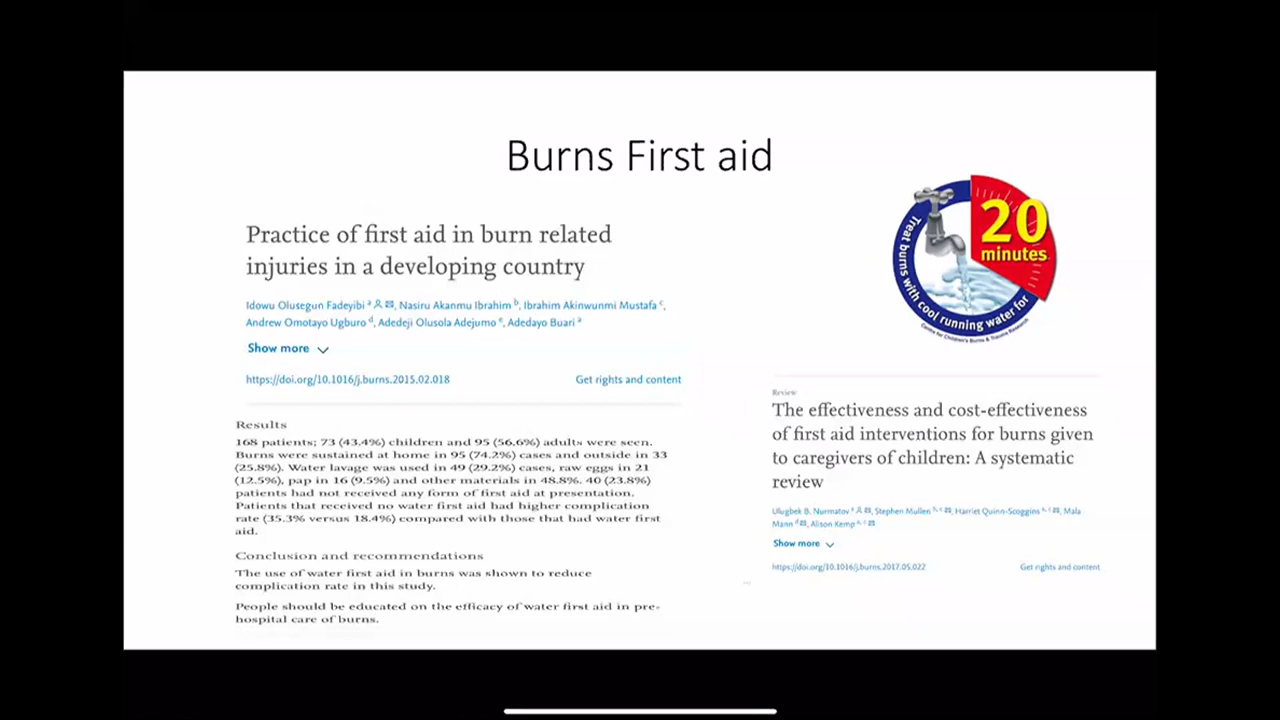 Burns First aid
Practice of first aid in burn related
injuries in a developing country
Idowu Olusegun Fadeyibi a, Nasiru Akanmu Ibrahim b, Ibrahim Akinwunmi Mustafa c,
Andrew Omotayo Ugburo d, Adedeji Olusola Adejumo e, Adedayo Buari a
Show more
https://doi.org/10.1016/j.burns.2015.02.018 Get rights and content
Results
168 patients; 73 (43.4%) children and 95 (56.6%) adults were seen.
Burns were sustained at home in 95 (74.2%) cases and outside in 33
(25.8%). Water lavage was used in 49 (29.2%) cases, raw eggs in 21
(12.5%), pap in 16 (9.5%) and other materials in 48.8%. 40 (23.8%)
patients had not received any form of first aid at presentation.
Patients that received no water first aid had higher complication
rate (35.3% versus 18.4%) compared with those that had water first
aid.
Conclusion and recommendations
The use of water first aid in burns was shown to reduce
complication rate in this study.
People should be educated on the efficacy of water first aid in pre-
hospital care of burns.
20
minutes
Treat burns with cool running water for
Centre for Children's Burns & Trauma Research
Review
The effectiveness and cost-effectiveness
of first aid interventions for burns given
to caregivers of children: A systematic
review
Ulugbek B. Nurmatov, Stephen Mullen, Harriet Quinn-Scoggins, Mala
Mann, Alison Kemp
Show more
https://doi.org/10.1016/j.burns.2017.05.022 Get rights and content